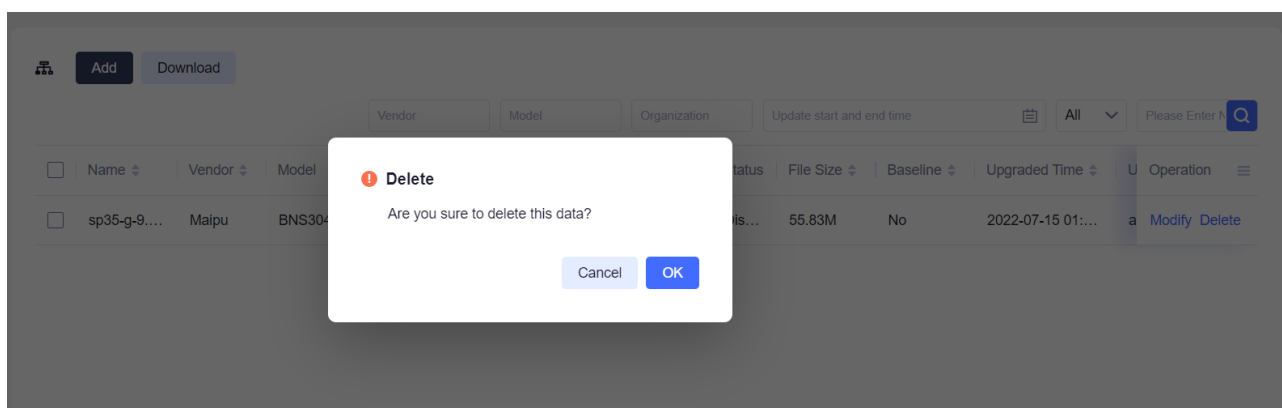 Add Download
Vendor Model Organization Update start and end time All Please Enter N
Name Vendor Model tatus File Size Baseline Upgraded Time U Operation
Delete
sp35-g-9.... Maipu BNS304 Dis... 55.83M No 2022-07-15 01:... a Modify Delete
Are you sure to delete this data?
Cancel OK